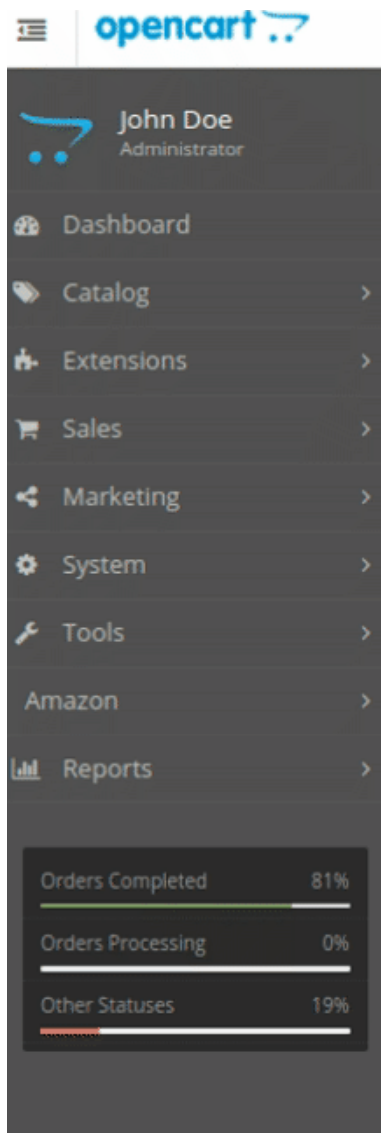 opencart
John Doe
Administrator
Dashboard
Catalog
Extensions
Sales
Marketing
System
Tools
Amazon
Reports
Orders Completed 81%
Orders Processing 0%
Other Statuses 19%